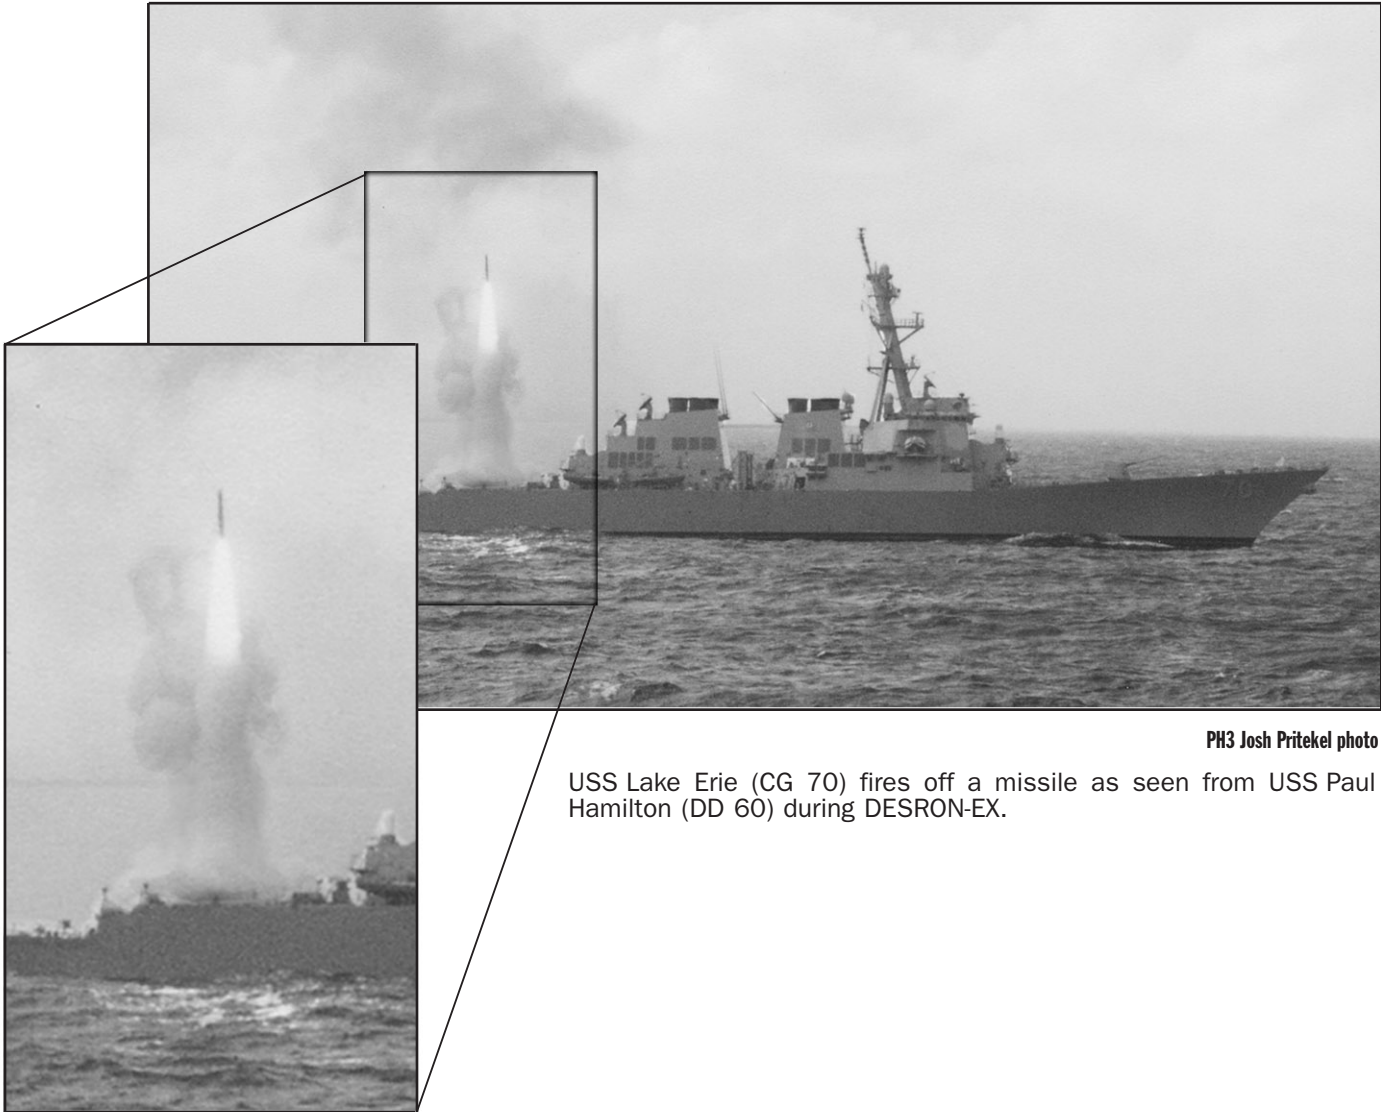 PH3 Josh Pritekel photo
USS Lake Erie (CG 70) fires off a missile as seen from USS Paul
Hamilton (DD 60) during DESRON-EX.